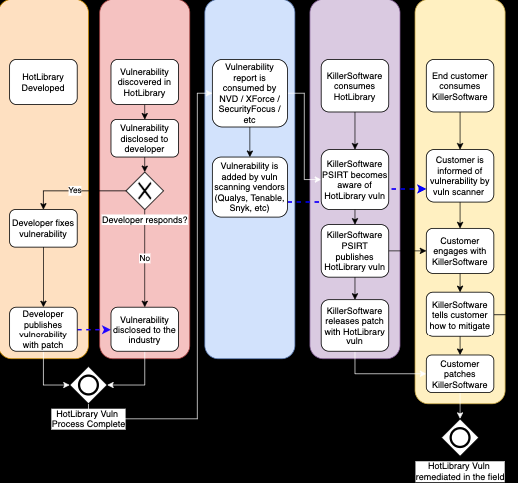 HotLibrary
Developed
Vulnerability
discovered in
HotLibrary
Vulnerability
disclosed to
developer
X
Developer responds?
Yes
No
Developer fixes
vulnerability
Developer
publishes
vulnerability
with patch
Vulnerability
disclosed to the
industry
HotLibrary Vuln
Process Complete
Vulnerability
report is
consumed by
NVD / XForce /
SecurityFocus /
etc
Vulnerability is
added by vuln
scanning vendors
(Qualys, Tenable,
Snyk, etc)
KillerSoftware
consumes
HotLibrary
KillerSoftware
PSIRT becomes
aware of
HotLibrary vuln
KillerSoftware
PSIRT
publishes
HotLibrary vuln
KillerSoftware
releases patch
with HotLibrary
vuln
End customer
consumes
KillerSoftware
Customer is
informed of
vulnerability by
vuln scanner
Customer
engages with
KillerSoftware
KillerSoftware
tells customer
how to mitigate
Customer
patches
KillerSoftware
HotLibrary Vuln
remediated in the field